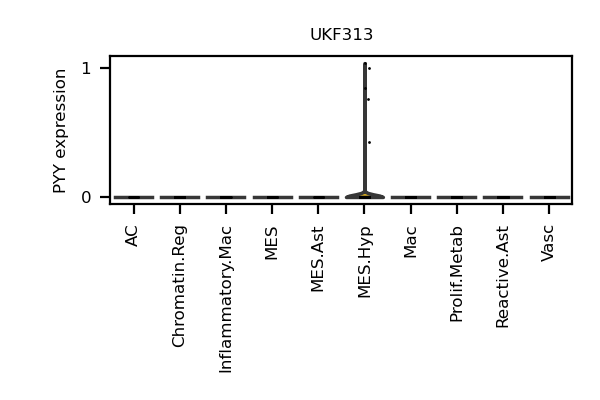 UKF313
PYY expression
1
0
AC
Chromatin.Reg
Inflammatory.Mac
MES
MES.Ast
MES.Hyp
Mac
Prolif.Metab
Reactive.Ast
Vasc